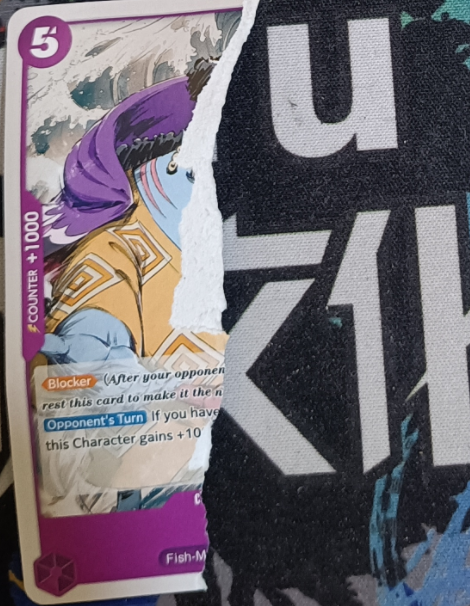 5
u
COUNTER +1000
Blocker (After your opponen
rest this card to make it the n
Opponent's Turn If you have
this Character gains +10
Fish-M